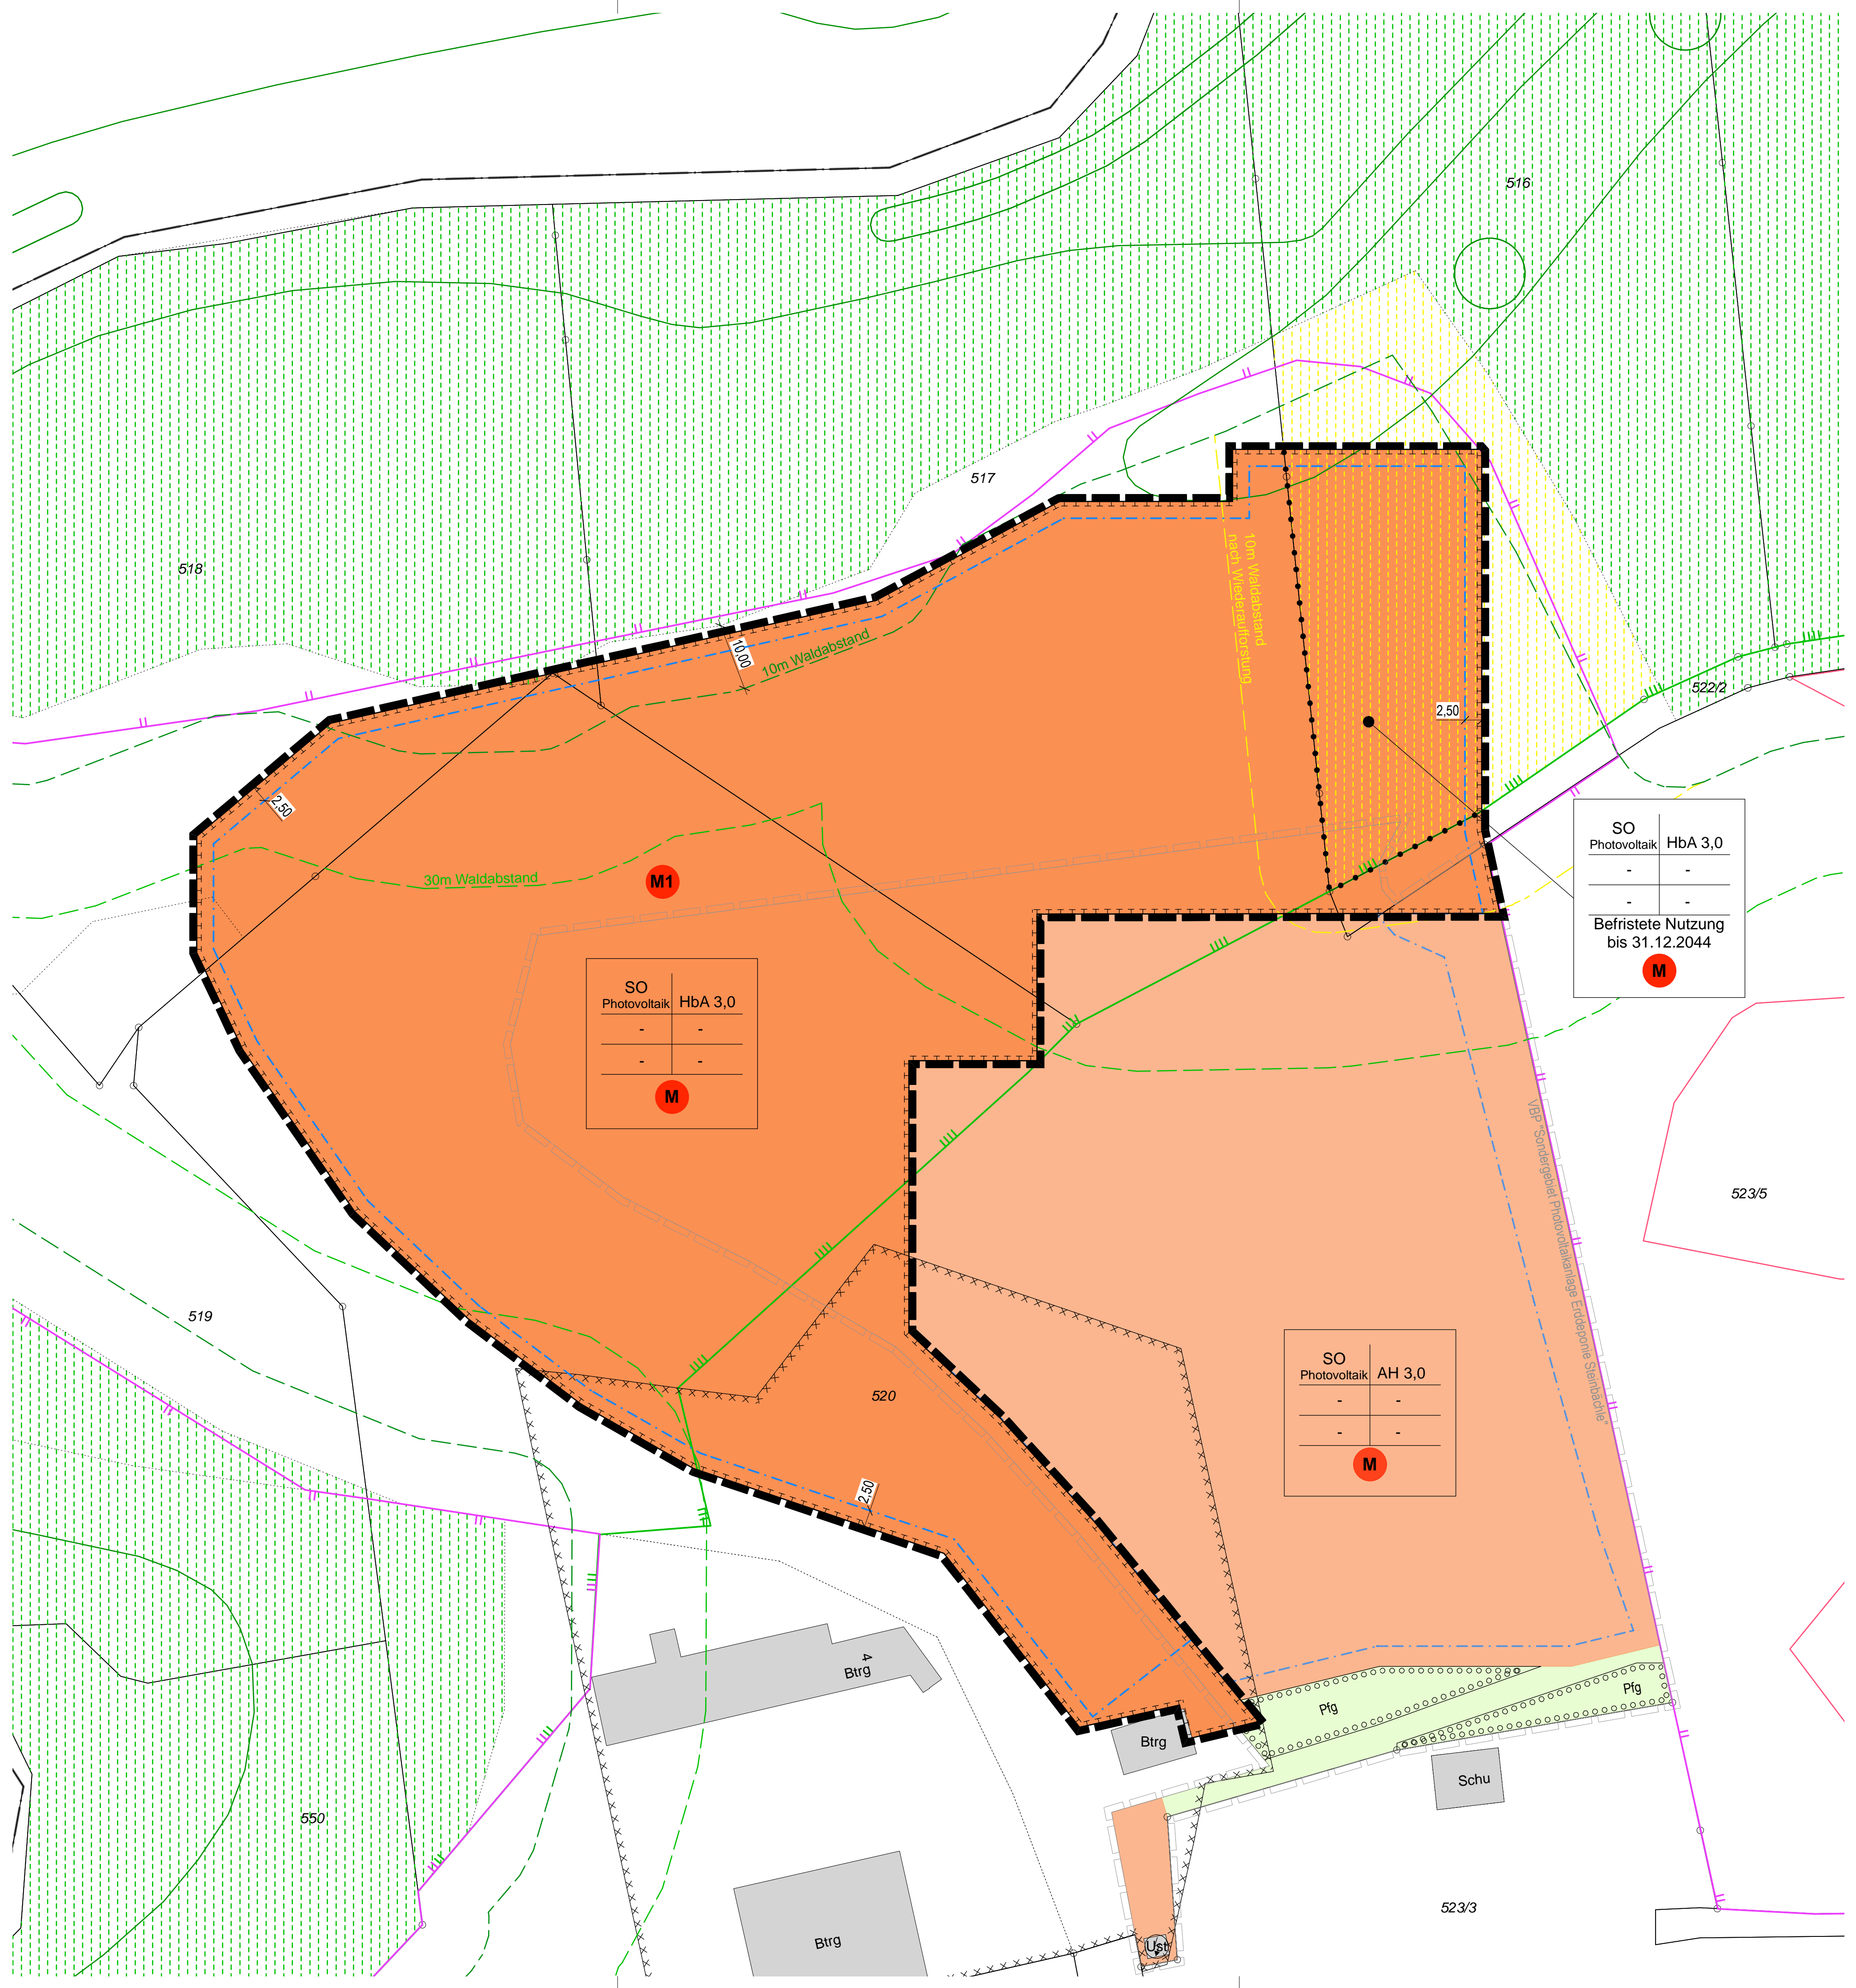 516
517
518
10m Waldabstand
nach Wiederaufforstung
10,00
10m Waldabstand
522/2
2,50
2,50
SO
Photovoltaik
HbA 3,0
-
-
-
-
Befristete Nutzung
bis 31.12.2044
M
30m Waldabstand
M1
SO
Photovoltaik
HbA 3,0
-
-
-
-
M
VBP "Sondergebiet Photovoltaikanlage Erddeponie Steinbächle"
523/5
519
SO
Photovoltaik
AH 3,0
-
-
-
-
M
520
2,50
4
Btrg
Pfg
Pfg
Btrg
Schu
550
523/3
Btrg
Ust